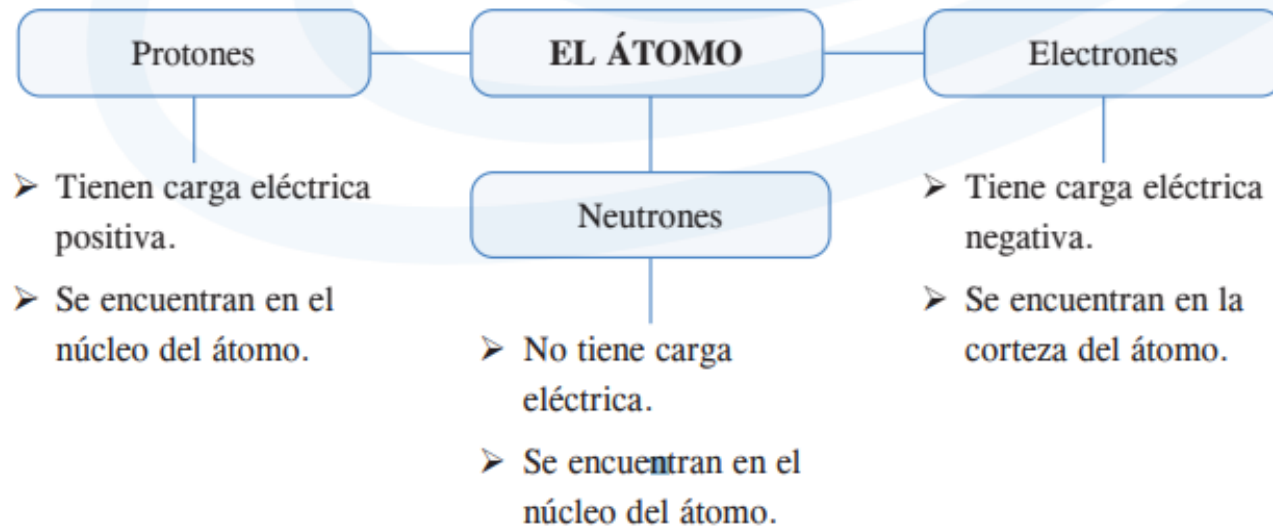 Protones
EL ÁTOMO
Electrones
➤ Tienen carga eléctrica
positiva.
➤ Se encuentran en el
núcleo del átomo.
Neutrones
➤ No tiene carga
eléctrica.
➤ Se encuentran en el
núcleo del átomo.
➤ Tiene carga eléctrica
negativa.
➤ Se encuentran en la
corteza del átomo.